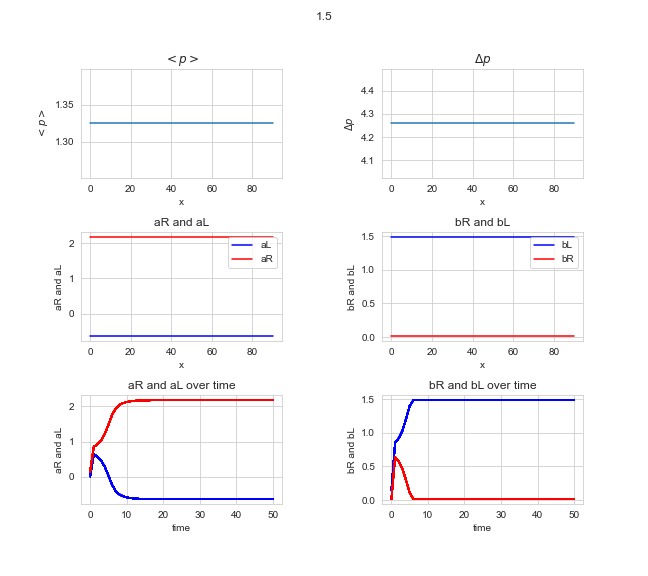 1.5
< p >
Δp
< p >
1.35
1.30
0 20 40 60 80
x
Δp
4.4
4.3
4.2
4.1
0 20 40 60 80
x
aR and aL
bR and bL
aR and aL
2
1
0
aL
aR
0 20 40 60 80
x
bR and bL
1.5
1.0
0.5
0.0
bL
bR
0 20 40 60 80
x
aR and aL over time
bR and bL over time
aR and aL
2
1
0
0 10 20 30 40 50
time
bR and bL
1.5
1.0
0.5
0.0
0 10 20 30 40 50
time